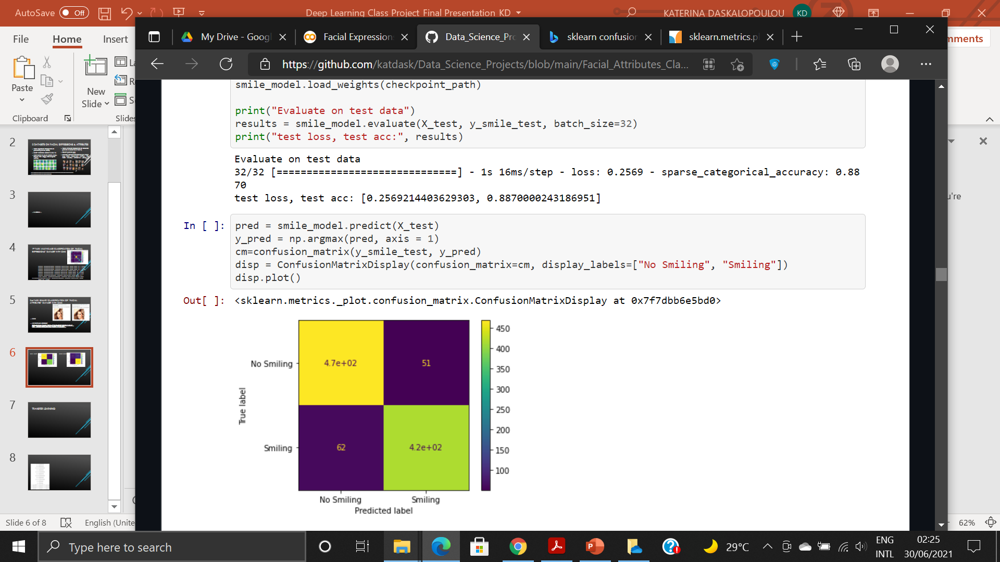 AutoSave Off
Deep Learning Class Project Final Presentation KD
KATERINA DASKALOPOULOU KD
File Home Insert
mments
My Drive - Googl
Facial Expression
Data_Science_Pro
sklearn confusion
sklearn.metrics.pl
https://github.com/katdask/Data_Science_Projects/blob/main/Facial_Attributes_Cla...
Paste
New
Slide
Clipboard
Slides
smile_model.load_weights(checkpoint_path)
print("Evaluate on test data")
results = smile_model.evaluate(X_test, y_smile_test, batch_size=32)
print("test loss, test acc:", results)
Evaluate on test data
32/32 [==============================] - 1s 16ms/step - loss: 0.2569 - sparse_categorical_accuracy: 0.88
70
test loss, test acc: [0.2569214403629303, 0.8870000243186951]
In [ ]:
pred = smile_model.predict(X_test)
y_pred = np.argmax(pred, axis = 1)
cm=confusion_matrix(y_smile_test, y_pred)
disp = ConfusionMatrixDisplay(confusion_matrix=cm, display_labels=["No Smiling", "Smiling"])
disp.plot()
Out[ ]:
<sklearn.metrics._plot.confusion_matrix.ConfusionMatrixDisplay at 0x7f7dbb6e5bd0>
No Smiling
Smiling
True label
4.7e+02 51
62 4.2e+02
No Smiling Smiling
Predicted label
450
400
350
300
250
200
150
100
u're
2
3
4
5
6
7
TRANSFER LEARNING
8
Slide 6 of 8
English (Unite
62%
Type here to search
29°C
ENG
INTL
02:25
30/06/2021